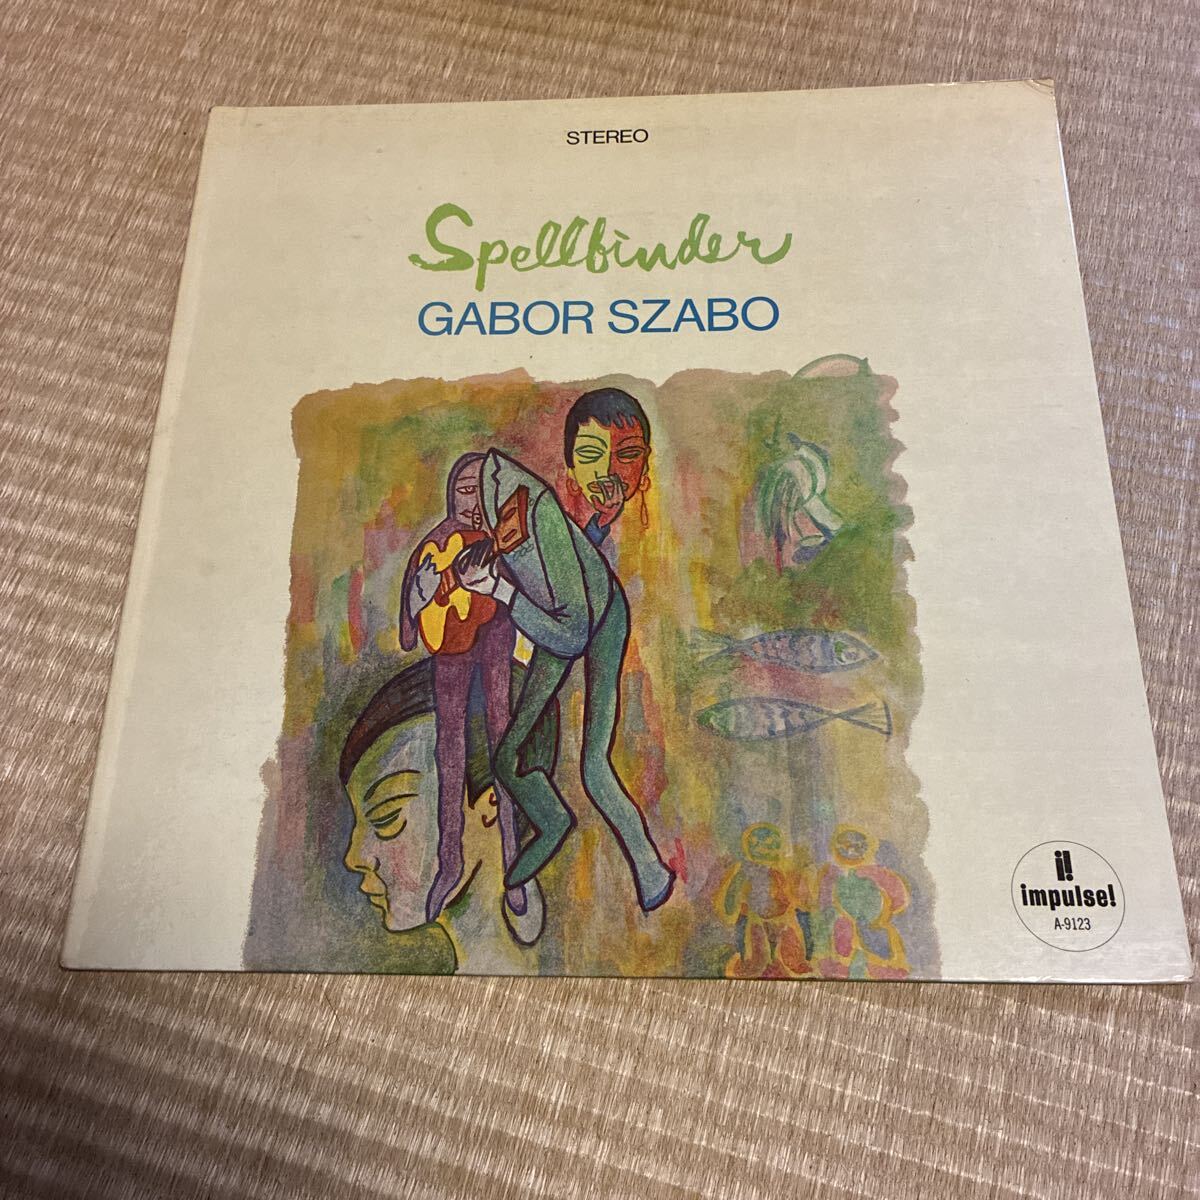 STEREO
Spellbinder
GABOR SZABO
i!
impulse!
A-9123